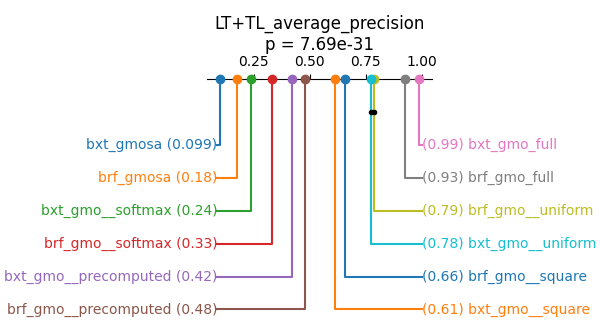 LT+TL_average_precision
p = 7.69e-31
0.25 0.50 0.75 1.00
bxt_gmosa (0.099)
(0.99) bxt_gmo_full
brf_gmosa (0.18)
(0.93) brf_gmo_full
bxt_gmo__softmax (0.24)
(0.79) brf_gmo__uniform
brf_gmo__softmax (0.33)
(0.78) bxt_gmo__uniform
bxt_gmo__precomputed (0.42)
(0.66) brf_gmo__square
brf_gmo__precomputed (0.48)
(0.61) bxt_gmo__square